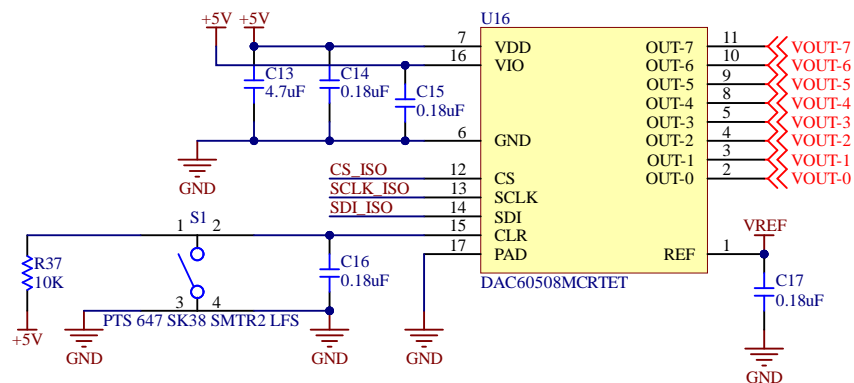 +5V +5V
U16
7 VDD OUT-7 11 VOUT-7
16 VIO OUT-6 10 VOUT-6
OUT-5 9 VOUT-5
OUT-4 8 VOUT-4
OUT-3 5 VOUT-3
6 GND OUT-2 4 VOUT-2
OUT-1 3 VOUT-1
12 CS OUT-0 2 VOUT-0
C13
4.7uF
C14
0.18uF
C15
0.18uF
GND
CS_ISO
SCLK_ISO 13 SCLK
SDI_ISO 14 SDI
15 CLR
17 PAD REF 1
VREF
DAC60508MCRTET
S1
1 2
3 4
PTS 647 SK38 SMTR2 LFS
R37
10K
+5V
C16
0.18uF
C17
0.18uF
GND
GND
GND
GND